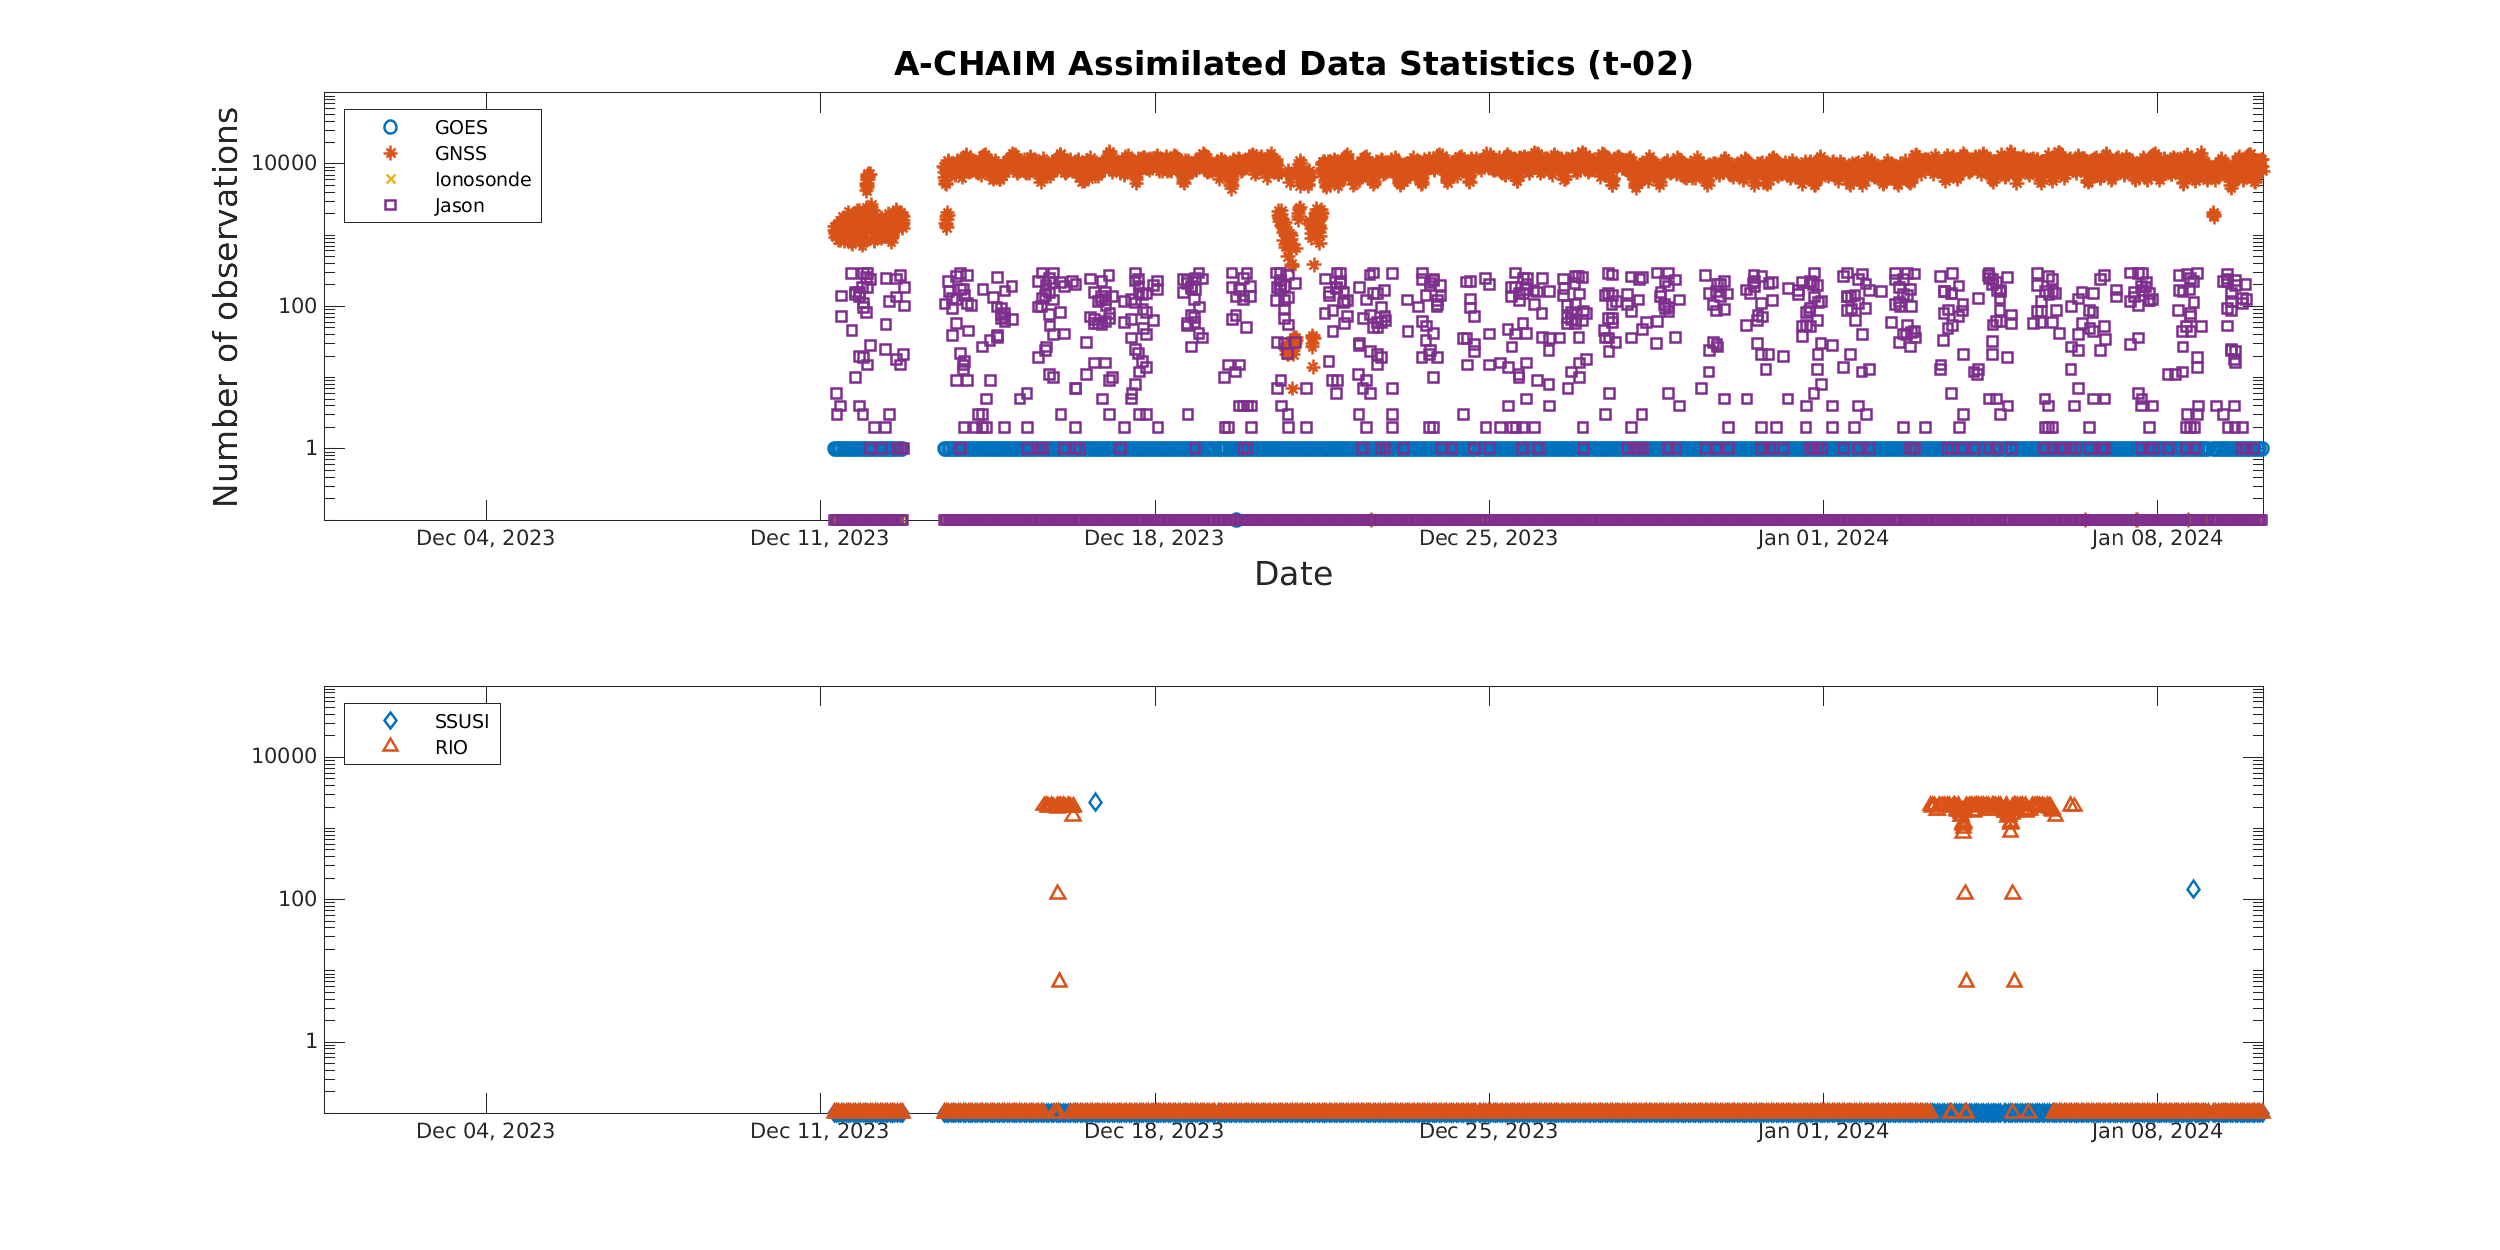 A-CHAIM Assimilated Data Statistics (t-02)
Number of observations
10000
100
1
GOES
GNSS
Ionosonde
Jason
Dec 04, 2023
Dec 11, 2023
Dec 18, 2023
Dec 25, 2023
Jan 01, 2024
Jan 08, 2024
Date
10000
100
1
SSUSI
RIO
Dec 04, 2023
Dec 11, 2023
Dec 18, 2023
Dec 25, 2023
Jan 01, 2024
Jan 08, 2024